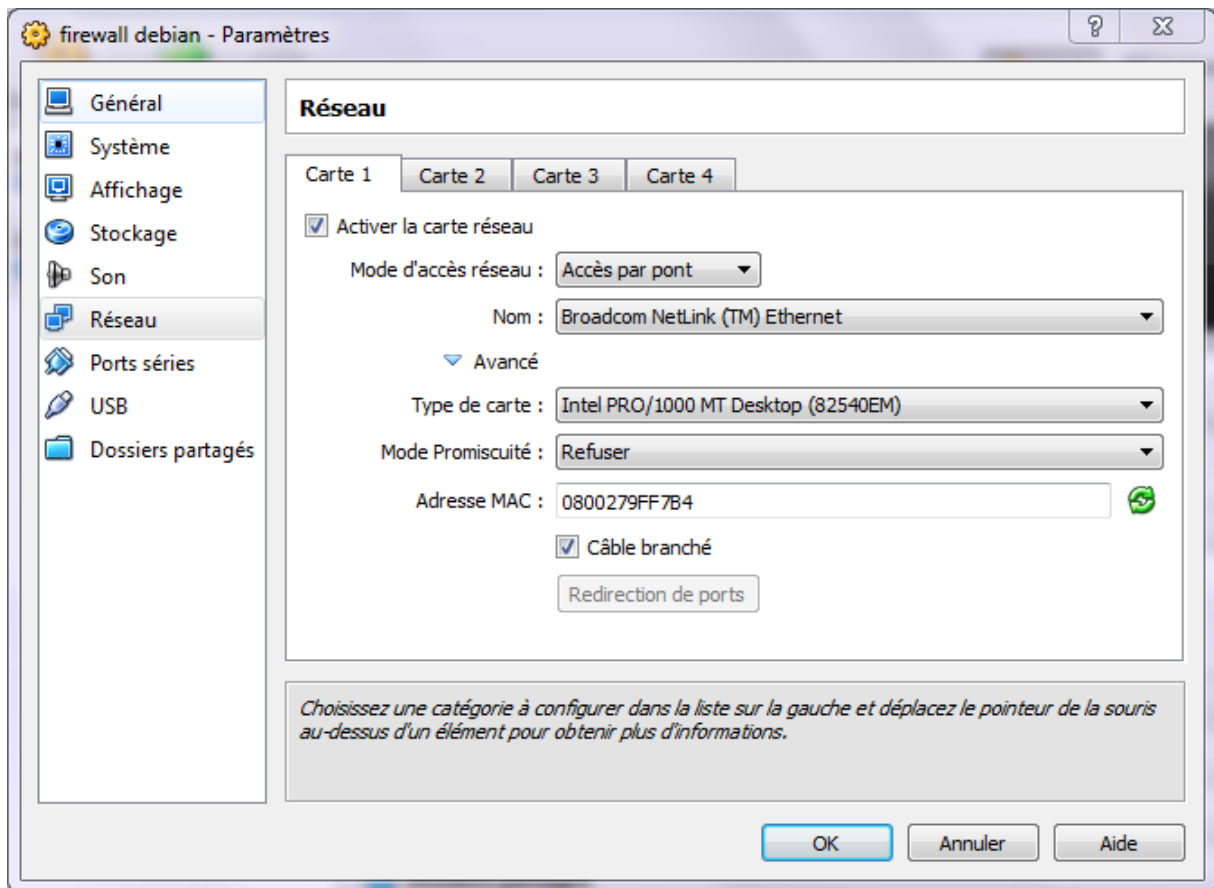 firewall debian - Paramètres
Général
Système
Affichage
Stockage
Son
Réseau
Ports séries
USB
Dossiers partagés
Réseau
Carte 1 Carte 2 Carte 3 Carte 4
Activer la carte réseau
Mode d'accès réseau : Accès par pont
Nom : Broadcom NetLink (TM) Ethernet
Avancé
Type de carte : Intel PRO/1000 MT Desktop (82540EM)
Mode Promiscuité : Refuser
Adresse MAC : 0800279FF7B4
Câble branché
Redirection de ports
Choisissez une catégorie à configurer dans la liste sur la gauche et déplacez le pointeur de la souris
au-dessus d'un élément pour obtenir plus d'informations.
OK Annuler Aide